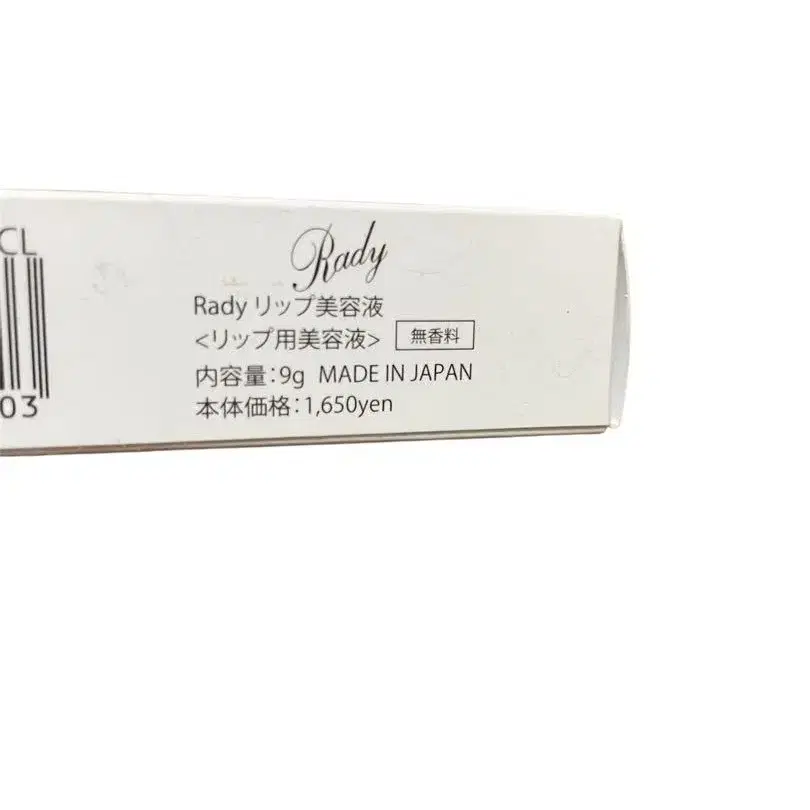 CL
03
Rady
Rady リップ美容液
<リップ用美容液> 無香料
内容量:9g MADE IN JAPAN
本体価格:1,650yen